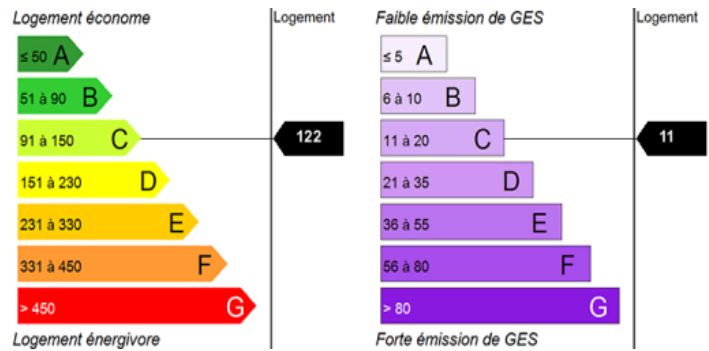 Logement économe
Logement
≤ 50 A
51 à 90 B
91 à 150 C
122
151 à 230 D
231 à 330 E
331 à 450 F
> 450 G
Logement énergivore
Faible émission de GES
Logement
≤ 5 A
6 à 10 B
11 à 20 C
11
21 à 35 D
36 à 55 E
56 à 80 F
> 80 G
Forte émission de GES